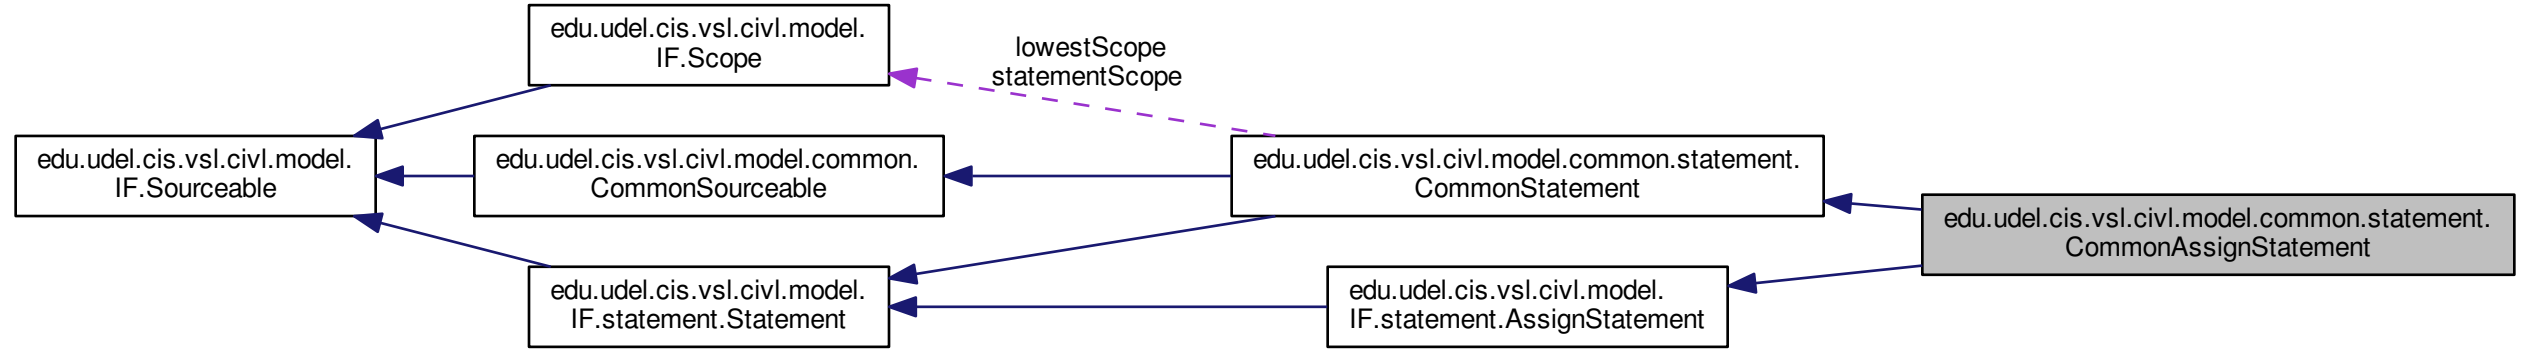 edu.udel.cis.vsl.civl.model.
IF.Scope
lowestScope
statementScope
edu.udel.cis.vsl.civl.model.
IF.Sourceable
edu.udel.cis.vsl.civl.model.common.
CommonSourceable
edu.udel.cis.vsl.civl.model.common.statement.
CommonStatement
edu.udel.cis.vsl.civl.model.common.statement.
CommonAssignStatement
edu.udel.cis.vsl.civl.model.
IF.statement.Statement
edu.udel.cis.vsl.civl.model.
IF.statement.AssignStatement